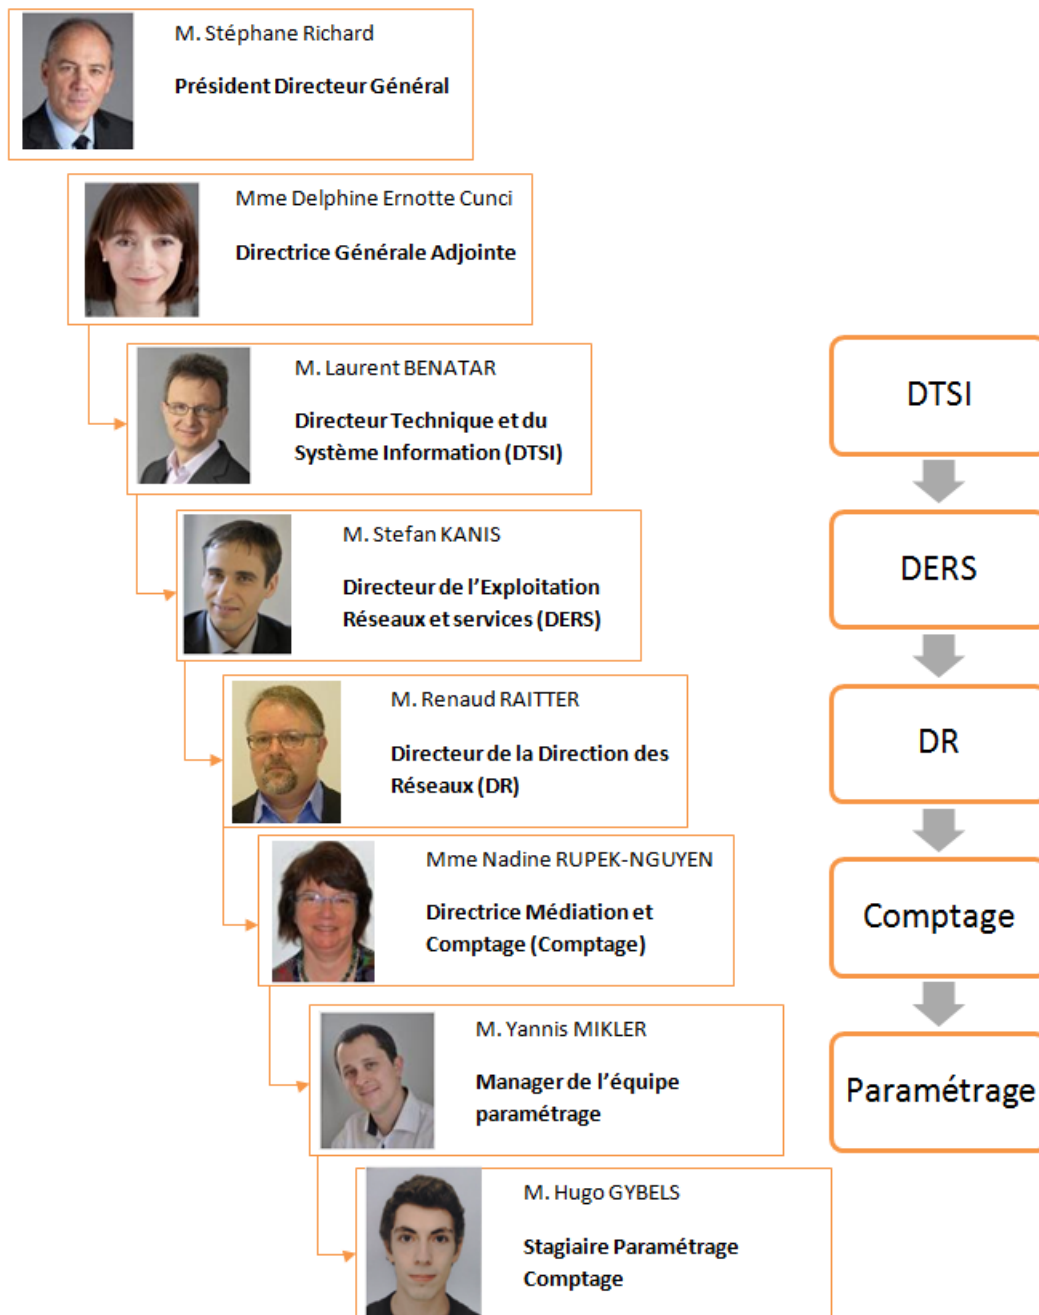 M. Stéphane Richard
Président Directeur Général
Mme Delphine Ernotte Cunci
Directrice Générale Adjointe
M. Laurent BENATAR
Directeur Technique et du
Système Information (DTSI)
M. Stefan KANIS
Directeur de l’Exploitation
Réseaux et services (DERS)
M. Renaud RAITTER
Directeur de la Direction des
Réseaux (DR)
Mme Nadine RUPEK-NGUYEN
Directrice Médiation et
Comptage (Comptage)
M. Yannis MIKLER
Manager de l’équipe
paramétrage
M. Hugo GYBELS
Stagiaire Paramétrage
Comptage
DTSI
DERS
DR
Comptage
Paramétrage